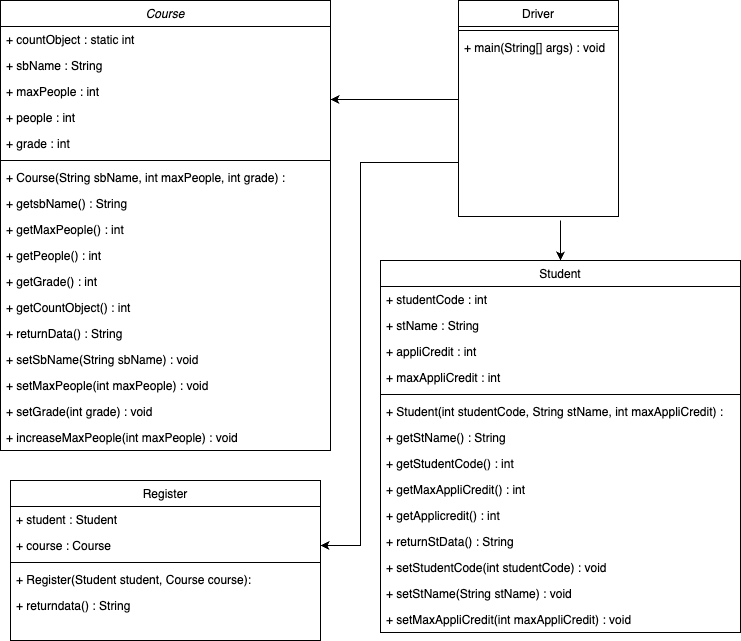 Course
+ countObject : static int
+ sbName : String
+ maxPeople : int
+ people : int
+ grade : int
+ Course(String sbName, int maxPeople, int grade) :
+ getsbName() : String
+ getMaxPeople() : int
+ getPeople() : int
+ getGrade() : int
+ getCountObject() : int
+ returnData() : String
+ setSbName(String sbName) : void
+ setMaxPeople(int maxPeople) : void
+ setGrade(int grade) : void
+ increaseMaxPeople(int maxPeople) : void
Driver
+ main(String[] args) : void
Student
+ studentCode : int
+ stName : String
+ appliCredit : int
+ maxAppliCredit : int
+ Student(int studentCode, String stName, int maxAppliCredit) :
+ getStName() : String
+ getStudentCode() : int
+ getMaxAppliCredit() : int
+ getApplicredit() : int
+ returnStData() : String
+ setStudentCode(int studentCode) : void
+ setStName(String stName) : void
+ setMaxAppliCredit(int maxAppliCredit) : void
Register
+ student : Student
+ course : Course
+ Register(Student student, Course course):
+ returndata() : String